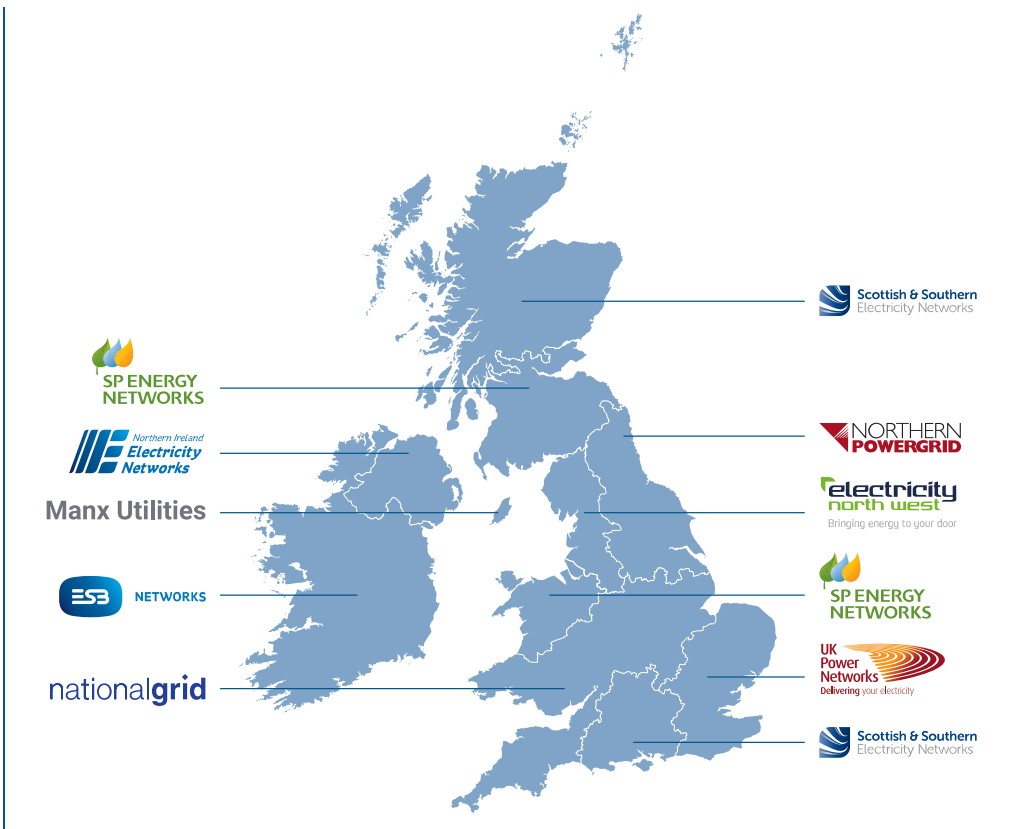 SP ENERGY
NETWORKS
Northern Ireland
Electricity
Networks
Manx Utilities
ESB NETWORKS
nationalgrid
Scottish & Southern
Electricity Networks
NORTHERN
POWERGRID
electricity
north west
Bringing energy to your door
SP ENERGY
NETWORKS
UK
Power
Networks
Delivering your electricity
Scottish & Southern
Electricity Networks